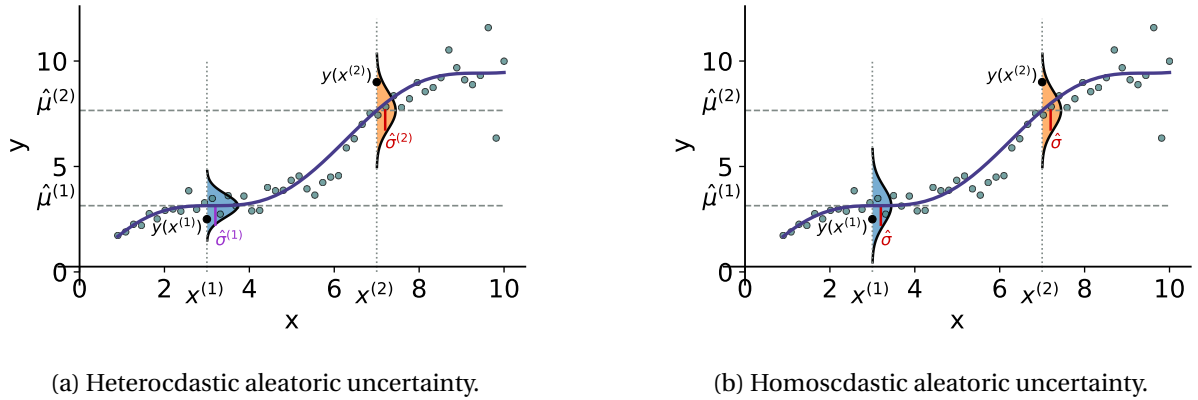 10
μ̂⁽²⁾
y
5
μ̂⁽¹⁾
0
0
2
x⁽¹⁾
4
6
x⁽²⁾
8
10
x
y(x⁽²⁾)
σ̂⁽²⁾
y(x⁽¹⁾)
σ̂⁽¹⁾
(a) Heterocdastic aleatoric uncertainty.
10
μ̂⁽²⁾
y
5
μ̂⁽¹⁾
0
0
2
x⁽¹⁾
4
6
x⁽²⁾
8
10
x
y(x⁽²⁾)
σ̂
y(x⁽¹⁾)
σ̂
(b) Homoscdastic aleatoric uncertainty.